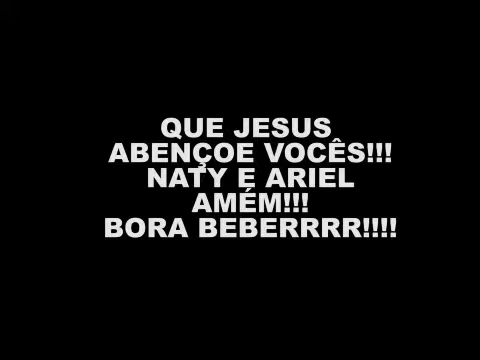 QUE JESUS
ABENÇOE VOCÊS!!!
NATY E ARIEL
AMÉM!!!
BORA BEBERRRR!!!!